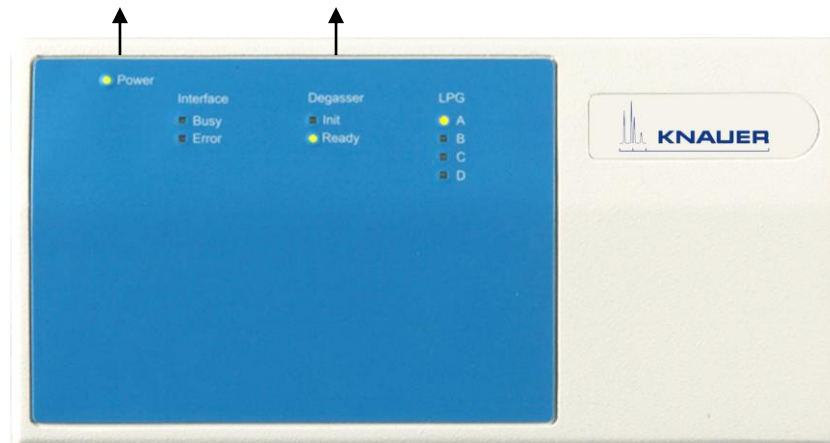 Power
Interface Degasser LPG
Busy Init A
Error Ready B
C
D
KNAUER